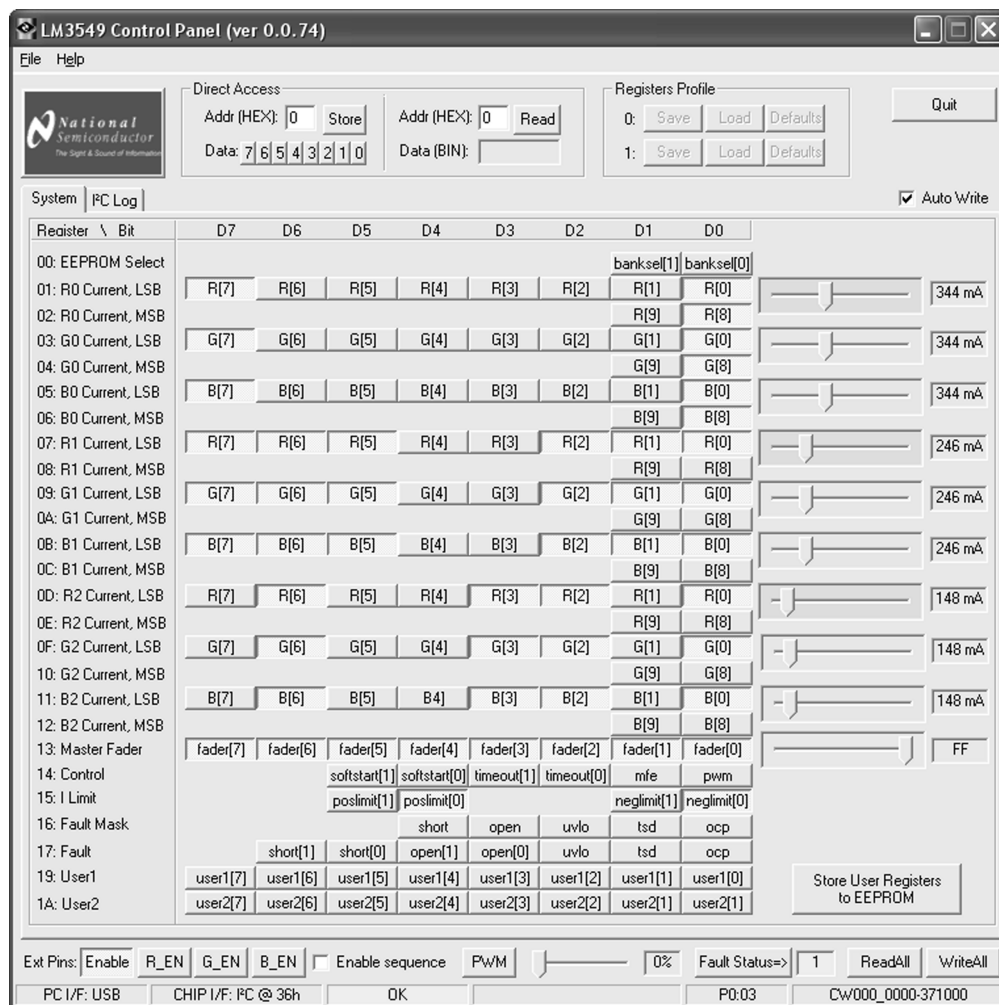 LM3549 Control Panel (ver 0.0.74)
File Help
National Semiconductor
The Sight & Sound of Information
Direct Access
Addr (HEX): 0 Store
Data: 7 6 5 4 3 2 1 0
Addr (HEX): 0 Read
Data (BIN):
Registers Profile
0: Save Load Defaults
1: Save Load Defaults
Quit
System I²C Log
Auto Write
Register \ Bit D7 D6 D5 D4 D3 D2 D1 D0
00: EEPROM Select banksel[1] banksel[0]
01: R0 Current, LSB R[7] R[6] R[5] R[4] R[3] R[2] R[1] R[0] 344 mA
02: R0 Current, MSB R[9] R[8]
03: G0 Current, LSB G[7] G[6] G[5] G[4] G[3] G[2] G[1] G[0] 344 mA
04: G0 Current, MSB G[9] G[8]
05: B0 Current, LSB B[7] B[6] B[5] B[4] B[3] B[2] B[1] B[0] 344 mA
06: B0 Current, MSB B[9] B[8]
07: R1 Current, LSB R[7] R[6] R[5] R[4] R[3] R[2] R[1] R[0] 246 mA
08: R1 Current, MSB R[9] R[8]
09: G1 Current, LSB G[7] G[6] G[5] G[4] G[3] G[2] G[1] G[0] 246 mA
0A: G1 Current, MSB G[9] G[8]
0B: B1 Current, LSB B[7] B[6] B[5] B[4] B[3] B[2] B[1] B[0] 246 mA
0C: B1 Current, MSB B[9] B[8]
0D: R2 Current, LSB R[7] R[6] R[5] R[4] R[3] R[2] R[1] R[0] 148 mA
0E: R2 Current, MSB R[9] R[8]
0F: G2 Current, LSB G[7] G[6] G[5] G[4] G[3] G[2] G[1] G[0] 148 mA
10: G2 Current, MSB G[9] G[8]
11: B2 Current, LSB B[7] B[6] B[5] B4] B[3] B[2] B[1] B[0] 148 mA
12: B2 Current, MSB B[9] B[8]
13: Master Fader fader[7] fader[6] fader[5] fader[4] fader[3] fader[2] fader[1] fader[0] FF
14: Control softstart[1] softstart[0] timeout[1] timeout[0] mfe pwm
15: I Limit poslimit[1] poslimit[0] neglimit[1] neglimit[0]
16: Fault Mask short open uvlo tsd ocp
17: Fault short[1] short[0] open[1] open[0] uvlo tsd ocp
19: User1 user1[7] user1[6] user1[5] user1[4] user1[3] user1[2] user1[1] user1[0]
1A: User2 user2[7] user2[6] user2[5] user2[4] user2[3] user2[2] user2[1] user2[1]
Store User Registers to EEPROM
Ext Pins: Enable R_EN G_EN B_EN Enable sequence PWM 0% Fault Status=> 1 ReadAll WriteAll
PC I/F: USB CHIP I/F: I²C @ 36h OK P0:03 CW000_0000-371000